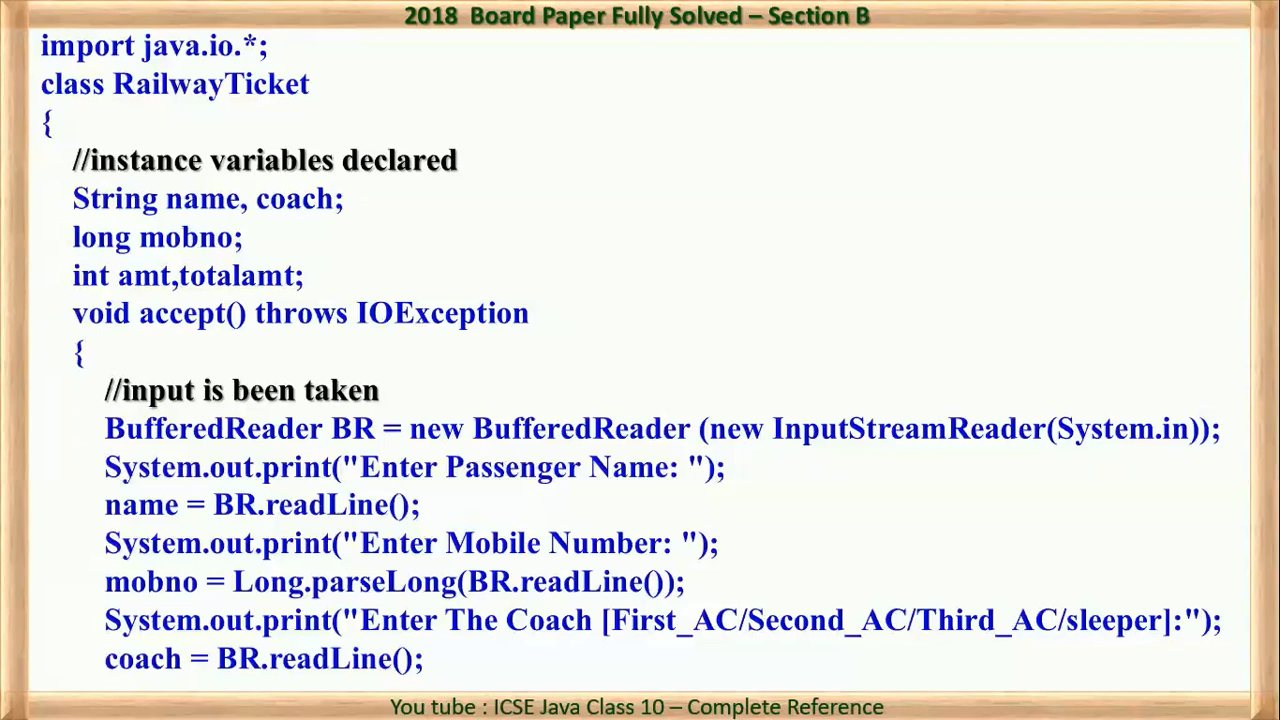 2018 Board Paper Fully Solved – Section B
import java.io.*;
class RailwayTicket
{
//instance variables declared
String name, coach;
long mobno;
int amt,totalamt;
void accept() throws IOException
{
//input is been taken
BufferedReader BR = new BufferedReader (new InputStreamReader(System.in));
System.out.print("Enter Passenger Name: ");
name = BR.readLine();
System.out.print("Enter Mobile Number: ");
mobno = Long.parseLong(BR.readLine());
System.out.print("Enter The Coach [First_AC/Second_AC/Third_AC/sleeper]:");
coach = BR.readLine();
You tube : ICSE Java Class 10 – Complete Reference